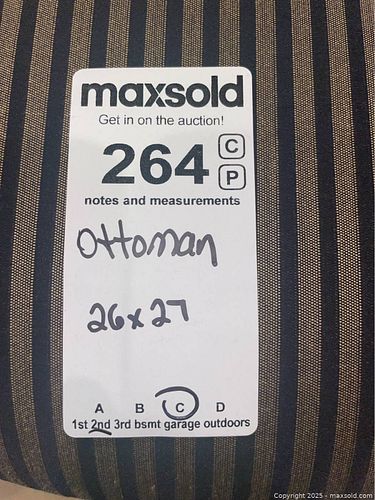 maxsold
Get in on the auction!
264 C
P
notes and measurements
Ottoman
26x27
A B C D
1st 2nd 3rd bsmt garage outdoors
Copyright 2025 - maxsold.com